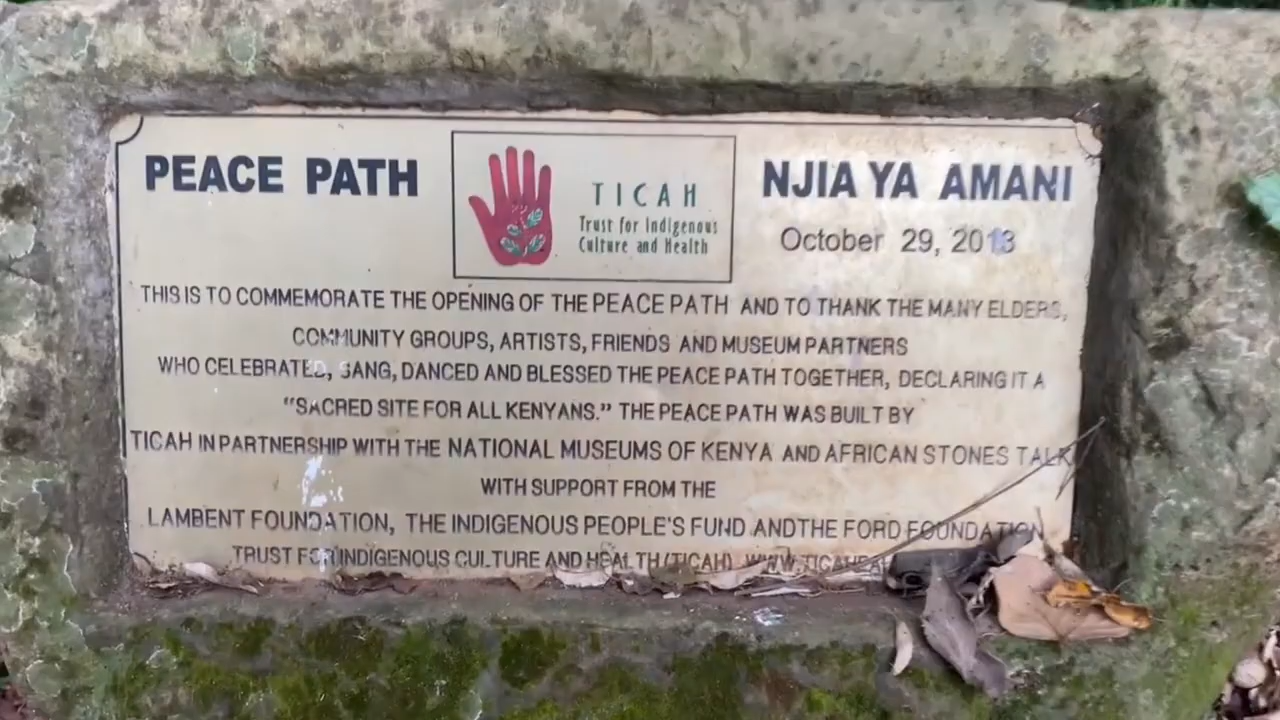 PEACE PATH
TICAH
Trust for Indigenous
Culture and Health
NJIA YA AMANI
October 29, 2013
THIS IS TO COMMEMORATE THE OPENING OF THE PEACE PATH AND TO THANK THE MANY ELDERS,
COMMUNITY GROUPS, ARTISTS, FRIENDS AND MUSEUM PARTNERS
WHO CELEBRATED, SANG, DANCED AND BLESSED THE PEACE PATH TOGETHER, DECLARING IT A
“SACRED SITE FOR ALL KENYANS.” THE PEACE PATH WAS BUILT BY
TICAH IN PARTNERSHIP WITH THE NATIONAL MUSEUMS OF KENYA AND AFRICAN STONES TALK
WITH SUPPORT FROM THE
LAMBENT FOUNDATION, THE INDIGENOUS PEOPLE'S FUND ANDTHE FORD FOUNDATION
TRUST FOR INDIGENOUS CULTURE AND HEALTH (TICAH)